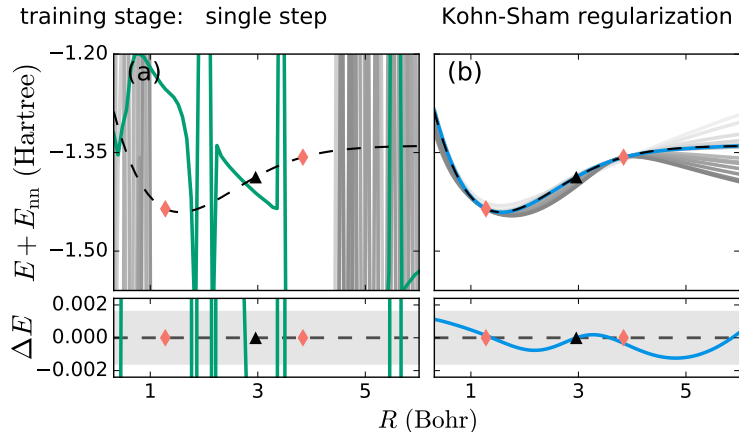 training stage: single step
Kohn-Sham regularization
(a)
(b)
E + Enn (Hartree)
−1.20
−1.35
−1.50
ΔE
0.002
0.000
−0.002
1 3 5
1 3 5
R (Bohr)